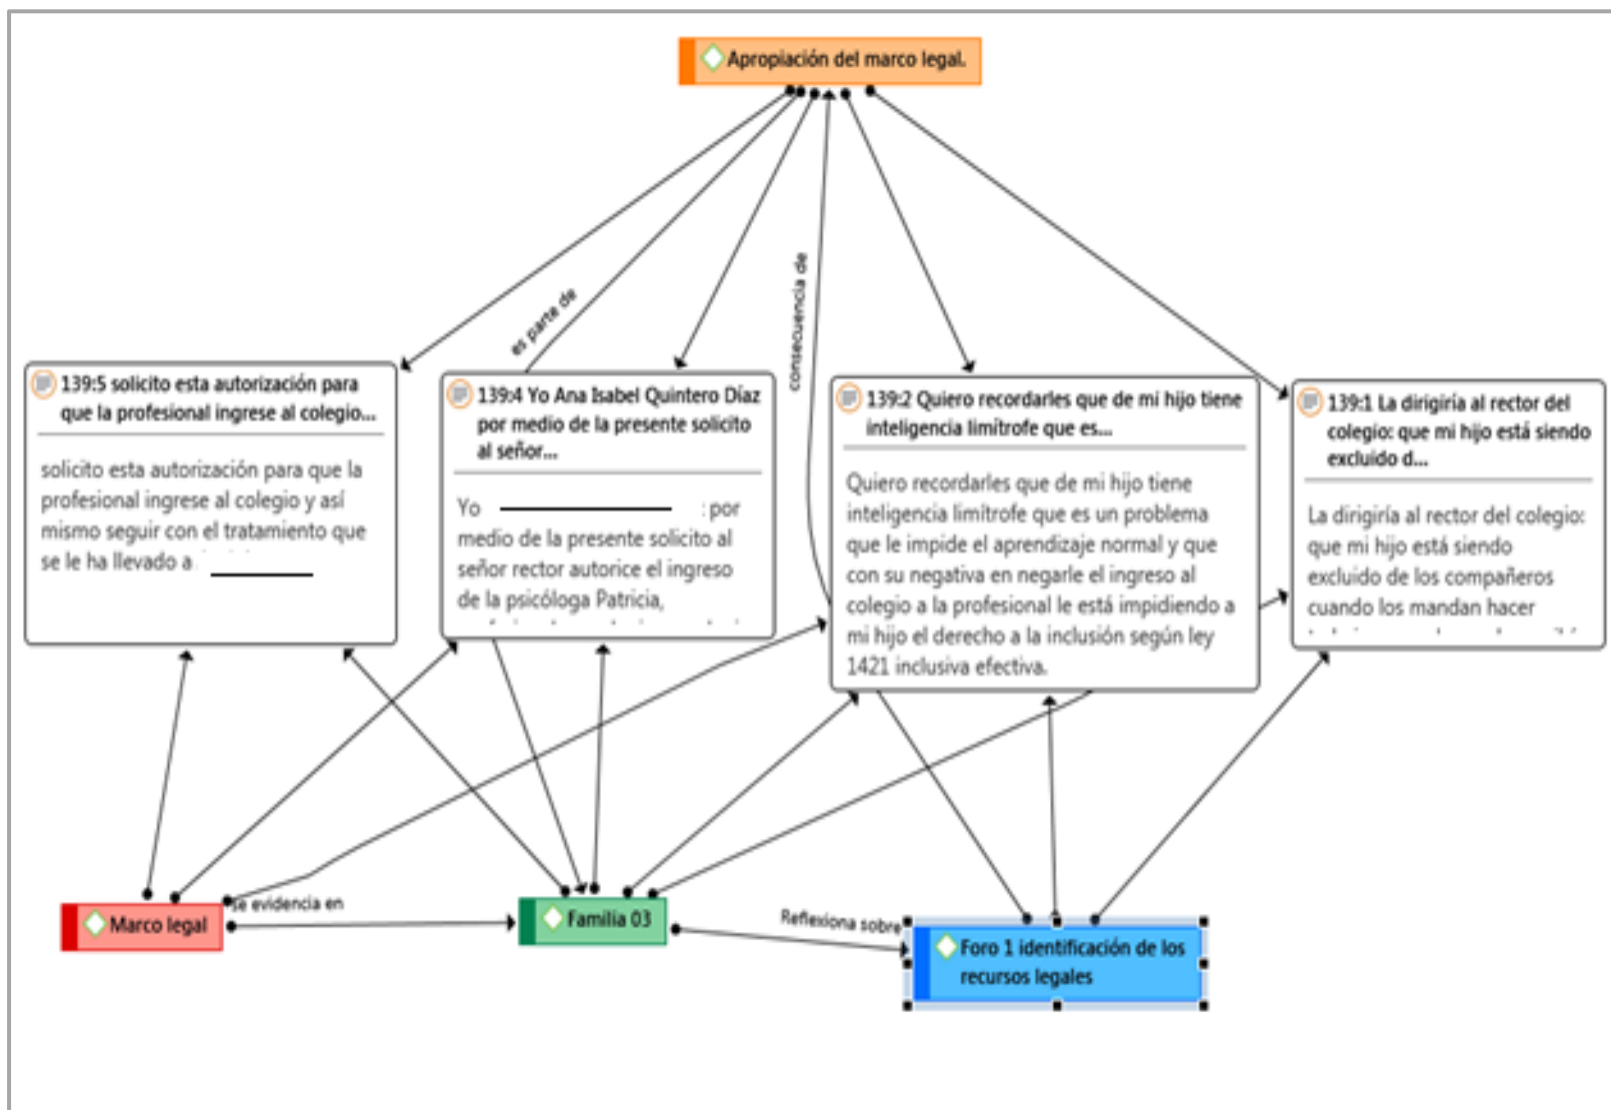 Apropiación del marco legal.
es parte de
consecuencia de
139:5 solicito esta autorización para
que la profesional ingrese al colegio...
solicito esta autorización para que la
profesional ingrese al colegio y así
mismo seguir con el tratamiento que
se le ha llevado a
139:4 Yo Ana Isabel Quintero Díaz
por medio de la presente solicito
al señor...
Yo : por
medio de la presente solicito al
señor rector autorice el ingreso
de la psicóloga Patricia,
139:2 Quiero recordarles que de mi hijo tiene
inteligencia limítrofe que es...
Quiero recordarles que de mi hijo tiene
inteligencia limítrofe que es un problema
que le impide el aprendizaje normal y que
con su negativa en negarle el ingreso al
colegio a la profesional le está impidiendo a
mi hijo el derecho a la inclusión según ley
1421 inclusiva efectiva.
139:1 La dirigiría al rector del
colegio: que mi hijo está siendo
excluido d...
La dirigiría al rector del colegio:
que mi hijo está siendo
excluido de los compañeros
cuando los mandan hacer
Marco legal
se evidencia en
Familia 03
Reflexiona sobre
Foro 1 identificación de los
recursos legales